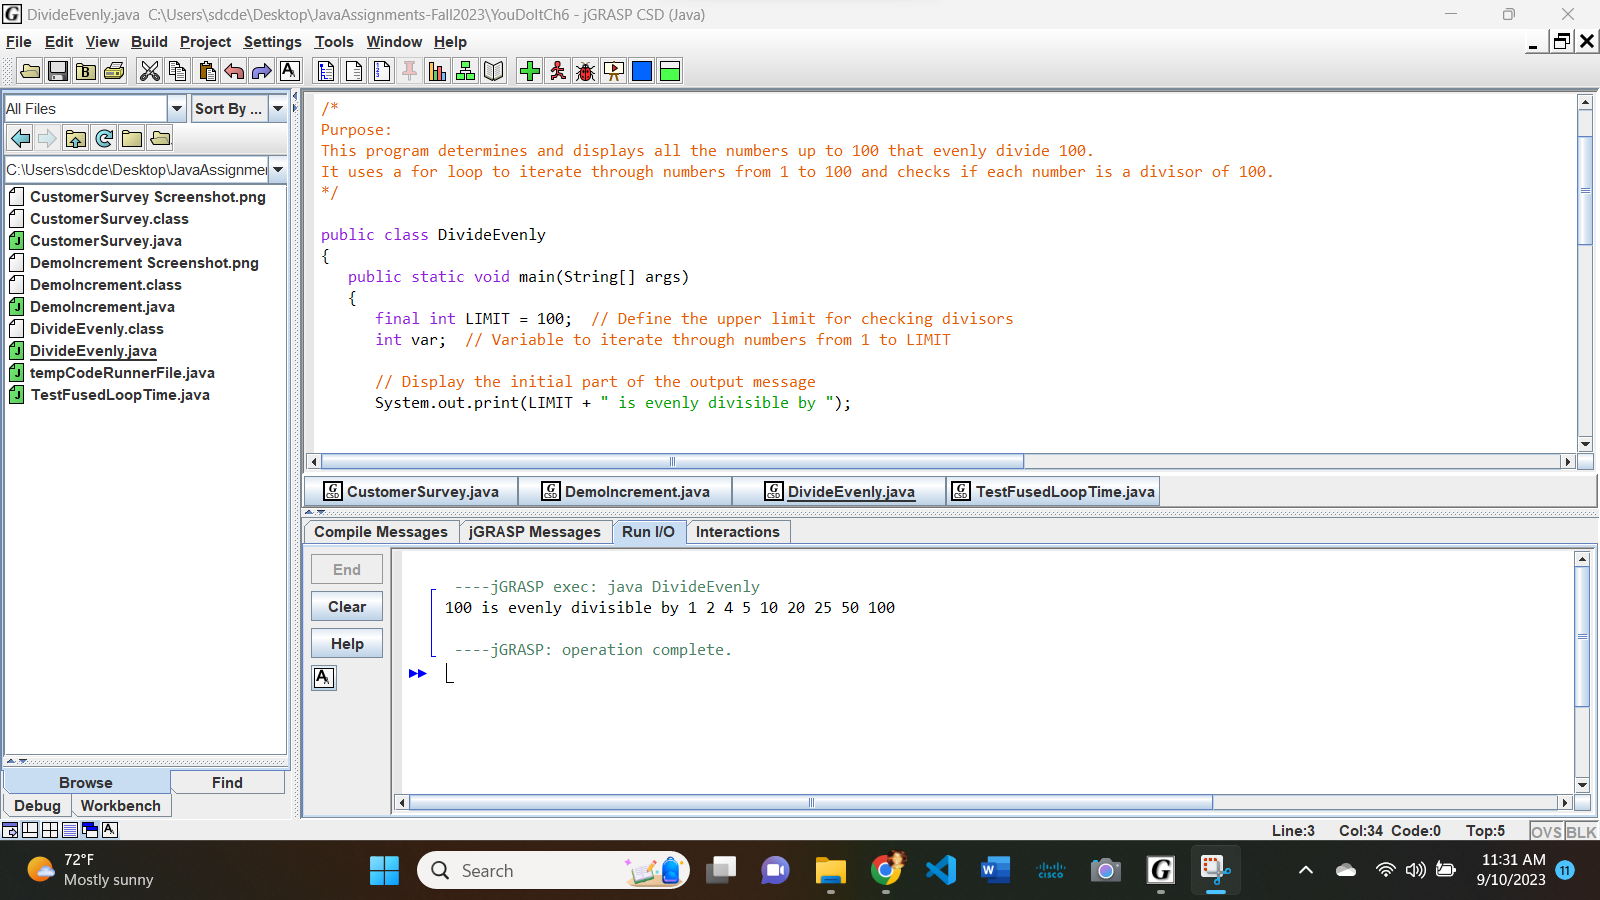 DivideEvenly.java  C:\Users\sdcde\Desktop\JavaAssignments-Fall2023\YouDoItCh6 - jGRASP CSD (Java)
File Edit View Build Project Settings Tools Window Help
All Files
Sort By ...
C:\Users\sdcde\Desktop\JavaAssignmen
CustomerSurvey Screenshot.png
CustomerSurvey.class
CustomerSurvey.java
DemoIncrement Screenshot.png
DemoIncrement.class
DemoIncrement.java
DivideEvenly.class
DivideEvenly.java
tempCodeRunnerFile.java
TestFusedLoopTime.java
Browse Find
Debug Workbench
/*
Purpose:
This program determines and displays all the numbers up to 100 that evenly divide 100.
It uses a for loop to iterate through numbers from 1 to 100 and checks if each number is a divisor of 100.
*/
public class DivideEvenly
{
public static void main(String[] args)
{
final int LIMIT = 100;  // Define the upper limit for checking divisors
int var;  // Variable to iterate through numbers from 1 to LIMIT
// Display the initial part of the output message
System.out.print(LIMIT + " is evenly divisible by ");
CustomerSurvey.java DemoIncrement.java DivideEvenly.java TestFusedLoopTime.java
Compile Messages jGRASP Messages Run I/O Interactions
End
Clear
Help
----jGRASP exec: java DivideEvenly
100 is evenly divisible by 1 2 4 5 10 20 25 50 100
----jGRASP: operation complete.
Line:3 Col:34 Code:0 Top:5 OVS BLK
72°F
Mostly sunny
Search
cisco
11:31 AM
9/10/2023
11